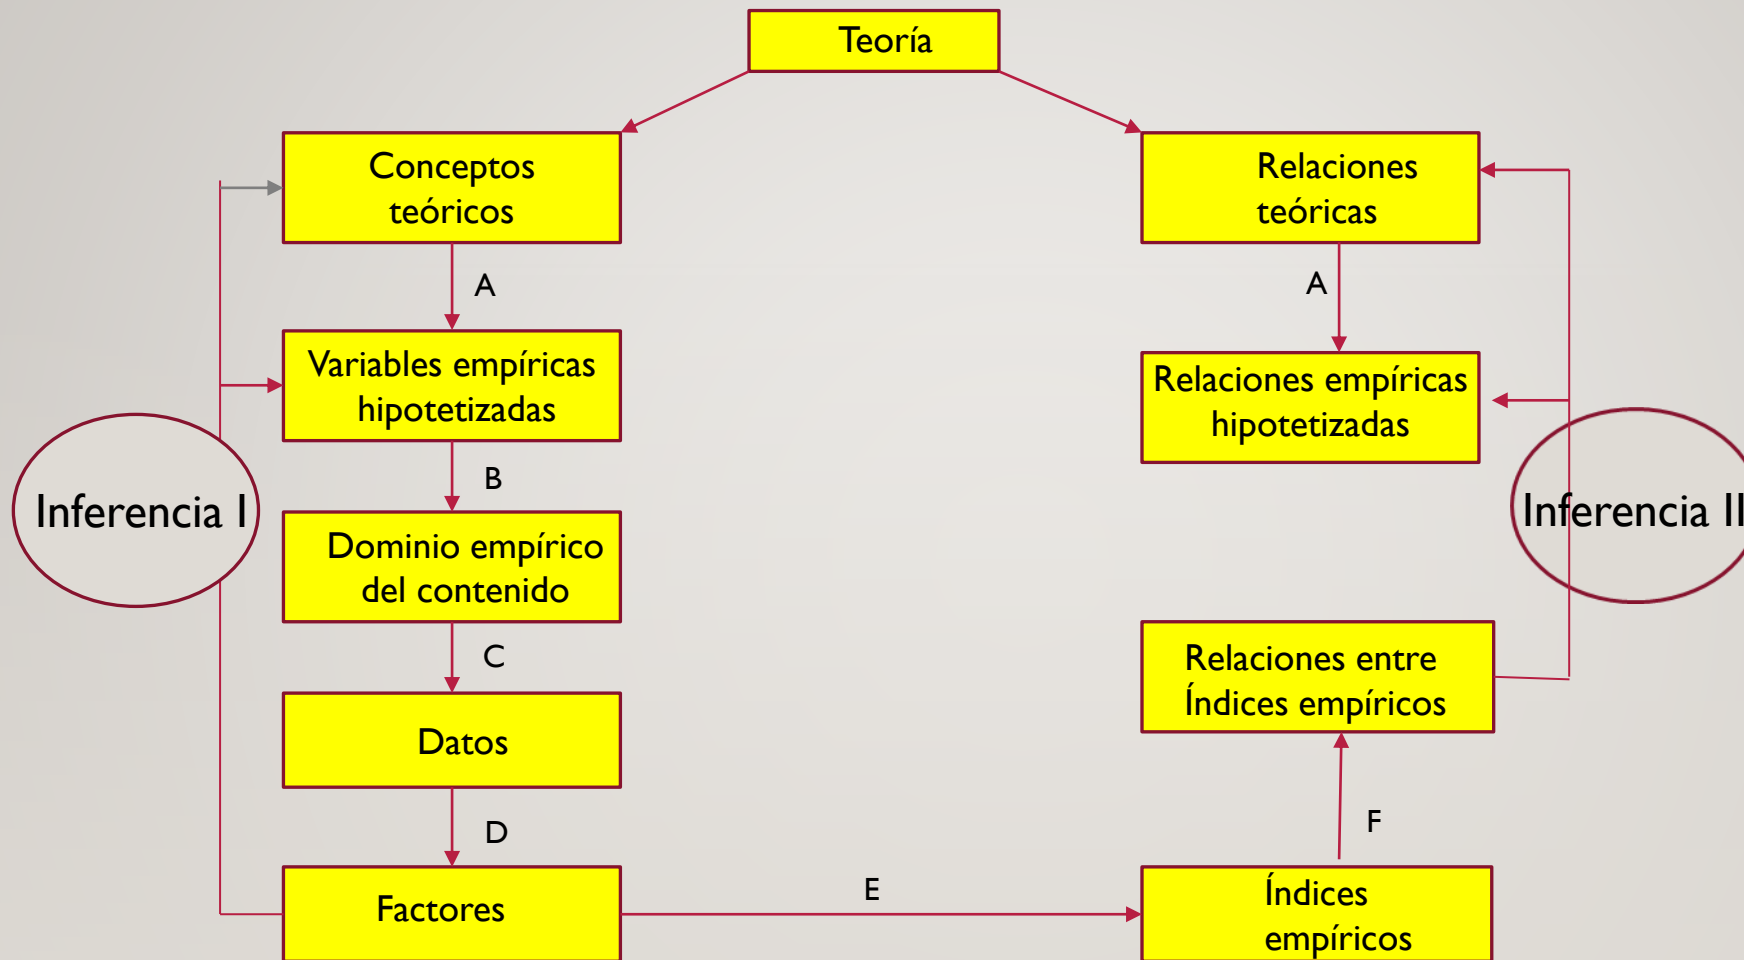 Teoría
Conceptos
teóricos
Relaciones
teóricas
A
A
Variables empíricas
hipotetizadas
Relaciones empíricas
hipotetizadas
B
Inferencia I
Inferencia II
Dominio empírico
del contenido
C
Relaciones entre
Índices empíricos
Datos
D
F
E
Factores
Índices
empíricos